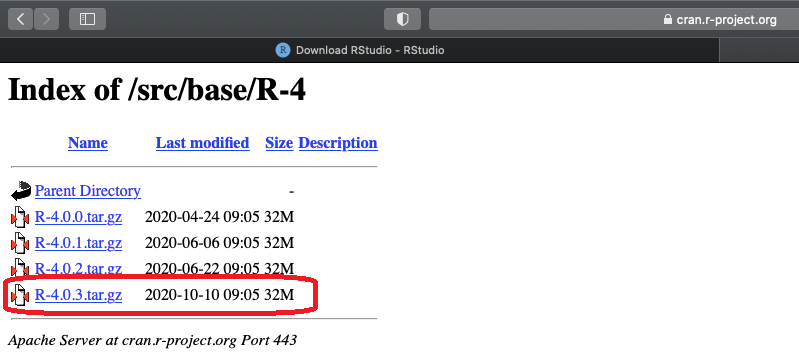 cran.r-project.org
R Download RStudio - RStudio
Index of /src/base/R-4
Name Last modified Size Description
Parent Directory -
R-4.0.0.tar.gz 2020-04-24 09:05 32M
R-4.0.1.tar.gz 2020-06-06 09:05 32M
R-4.0.2.tar.gz 2020-06-22 09:05 32M
R-4.0.3.tar.gz 2020-10-10 09:05 32M
Apache Server at cran.r-project.org Port 443